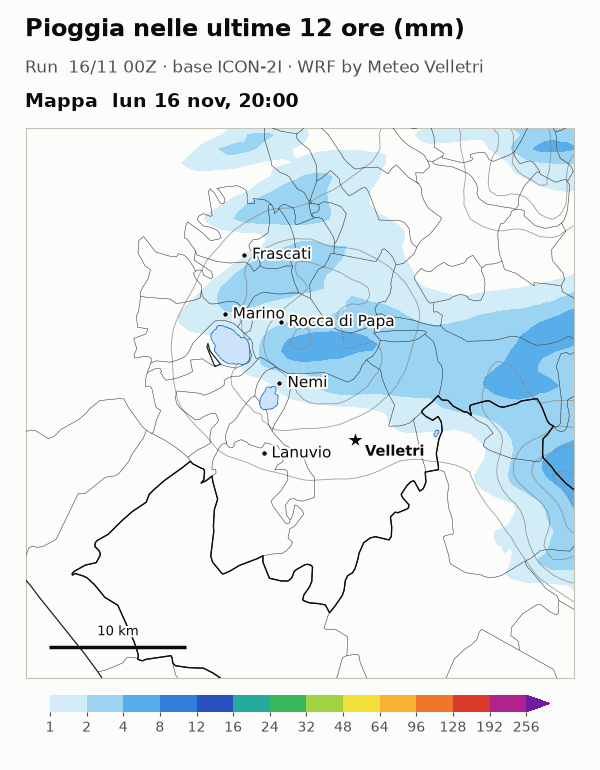 Pioggia nelle ultime 12 ore (mm)
Run 16/11 00Z · base ICON-2I · WRF by Meteo Velletri
Mappa lun 16 nov, 20:00
Frascati
Marino
Rocca di Papa
Nemi
Velletri
Lanuvio
10 km
1 2 4 8 12 16 24 32 48 64 96 128 192 256